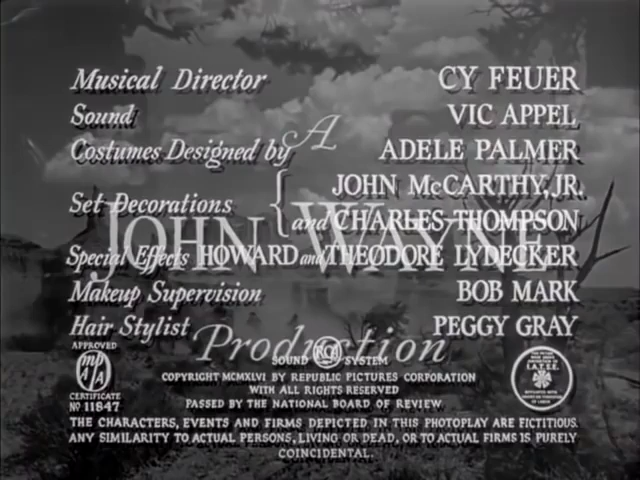 Musical Director CY FEUER
Sound VIC APPEL
Costumes Designed by ADELE PALMER
A
Set Decorations { JOHN McCARTHY, JR.
and CHARLES THOMPSON
JOHN WAYNE
Special Effects HOWARD and THEODORE LYDECKER
Makeup Supervision BOB MARK
Hair Stylist PEGGY GRAY
Production
APPROVED
MPAA
CERTIFICATE
No 11847
SOUND RCA SYSTEM
COPYRIGHT MCMXLVI BY REPUBLIC PICTURES CORPORATION
WITH ALL RIGHTS RESERVED
PASSED BY THE NATIONAL BOARD OF REVIEW
I.A.T.S.E.
THE CHARACTERS, EVENTS AND FIRMS DEPICTED IN THIS PHOTOPLAY ARE FICTITIOUS.
ANY SIMILARITY TO ACTUAL PERSONS, LIVING OR DEAD, OR TO ACTUAL FIRMS IS PURELY
COINCIDENTAL.